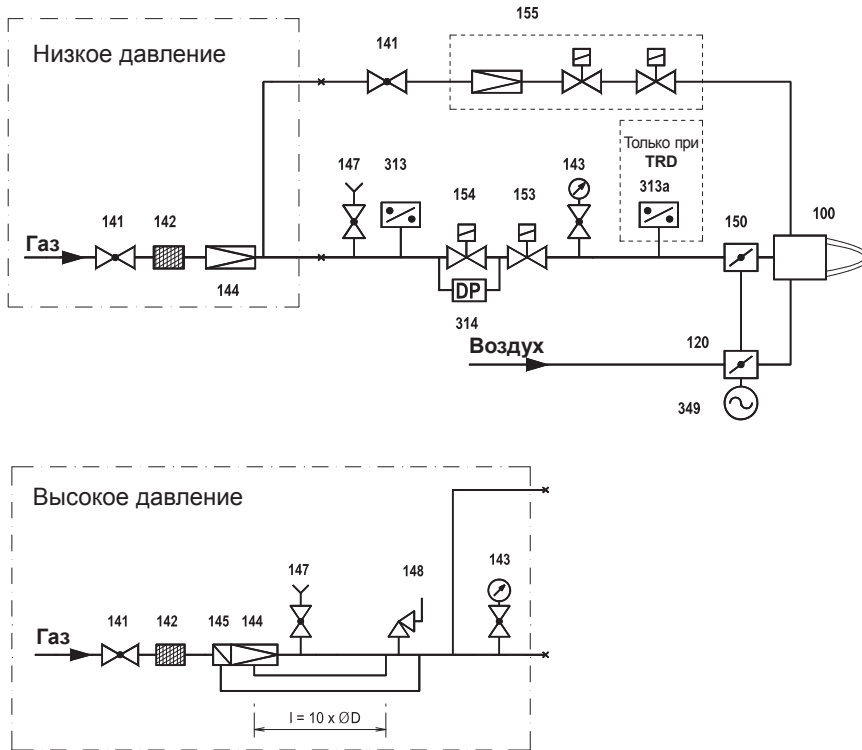 155
Низкое давление
141
Только при
TRD
147
313
143
154
153
313a
141
142
150
100
Газ
144
DP
314
Воздух
120
349
Высокое давление
147
148
143
141
142
145
144
Газ
l = 10 x ØD